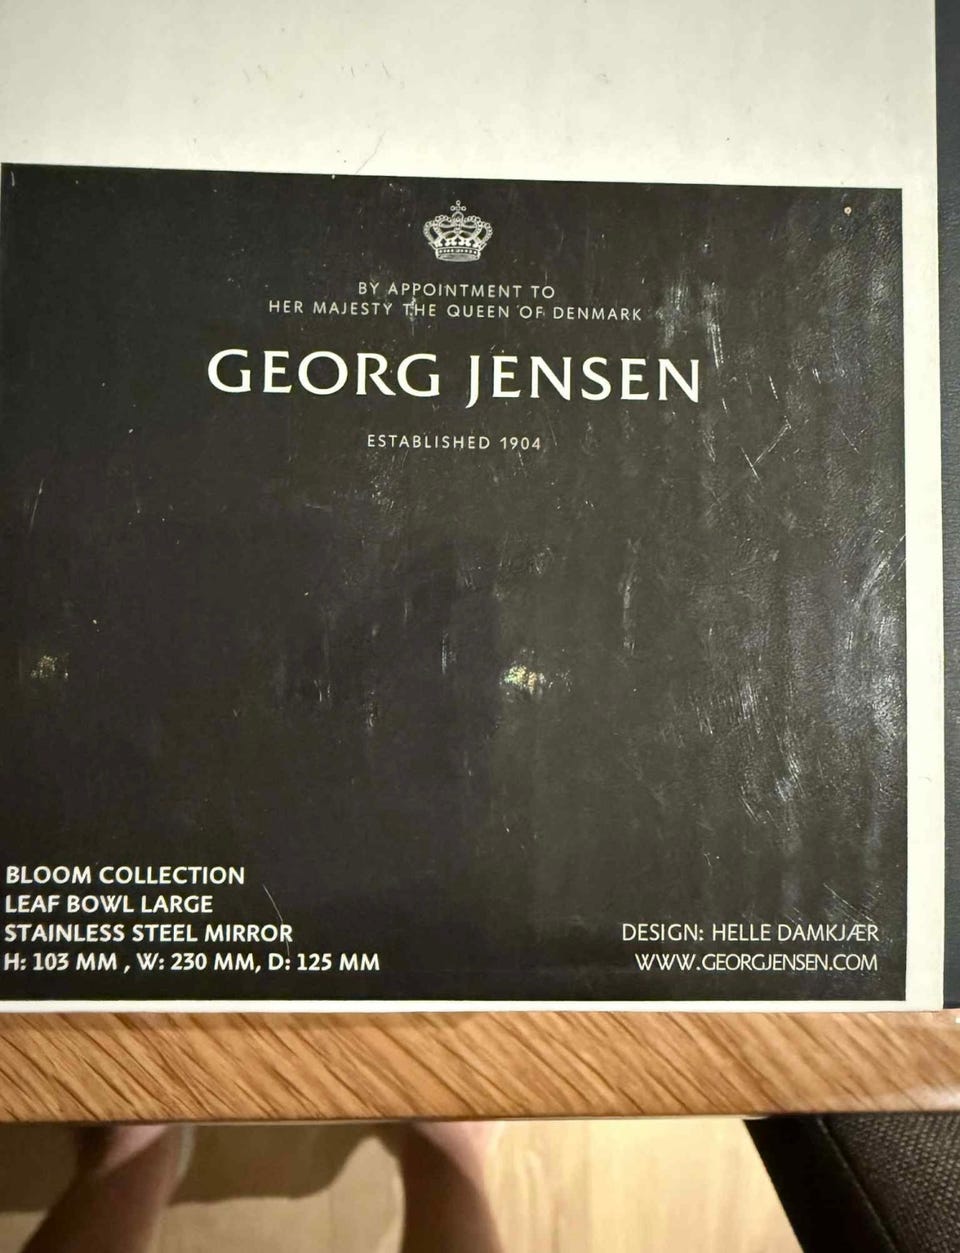 BY APPOINTMENT TO
HER MAJESTY THE QUEEN OF DENMARK
GEORG JENSEN
ESTABLISHED 1904
BLOOM COLLECTION
LEAF BOWL LARGE
STAINLESS STEEL MIRROR
H: 103 MM , W: 230 MM, D: 125 MM
DESIGN: HELLE DAMKJÆR
WWW.GEORGJENSEN.COM